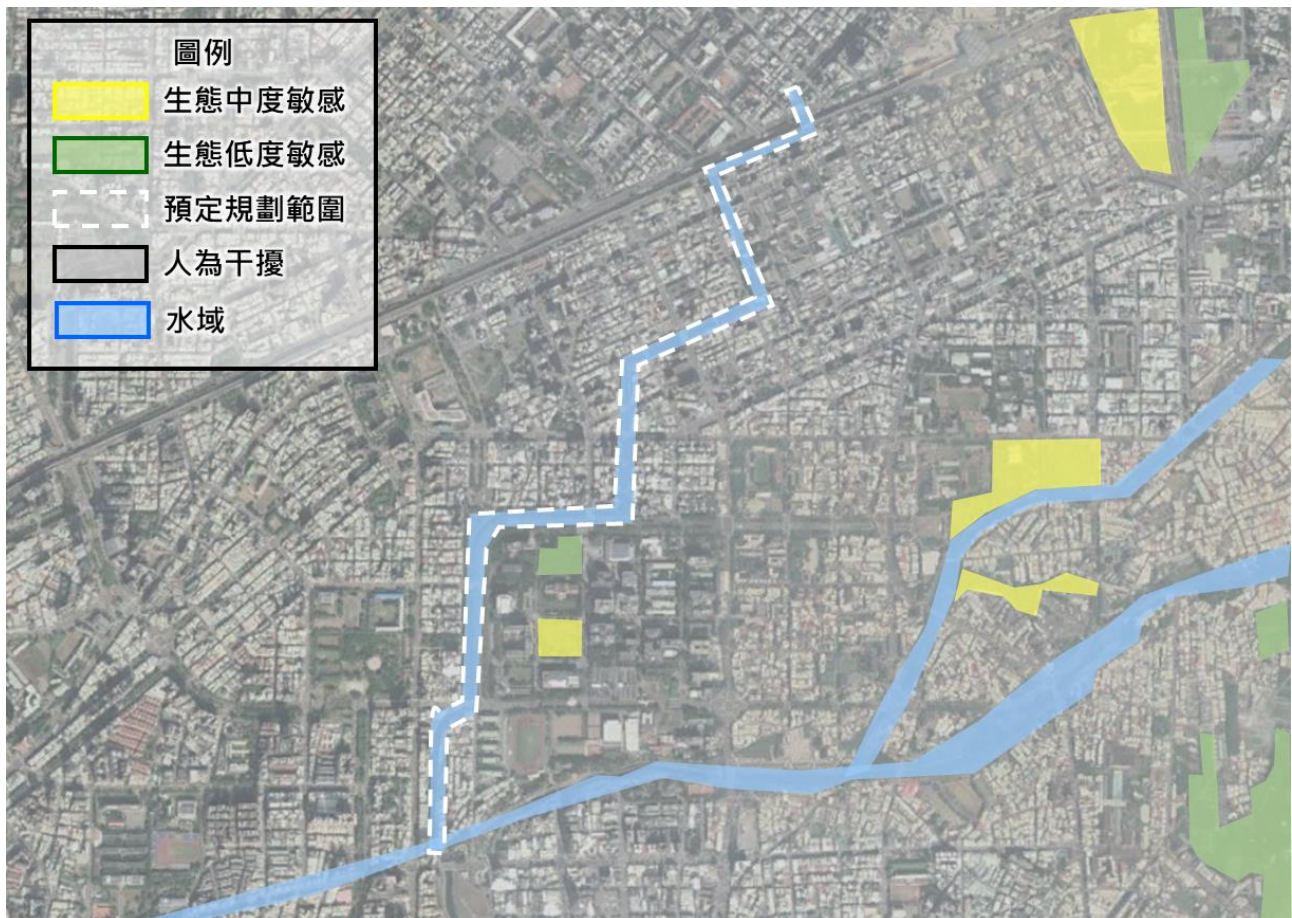 圖例
生態中度敏感
生態低度敏感
預定規劃範圍
人為干擾
水域